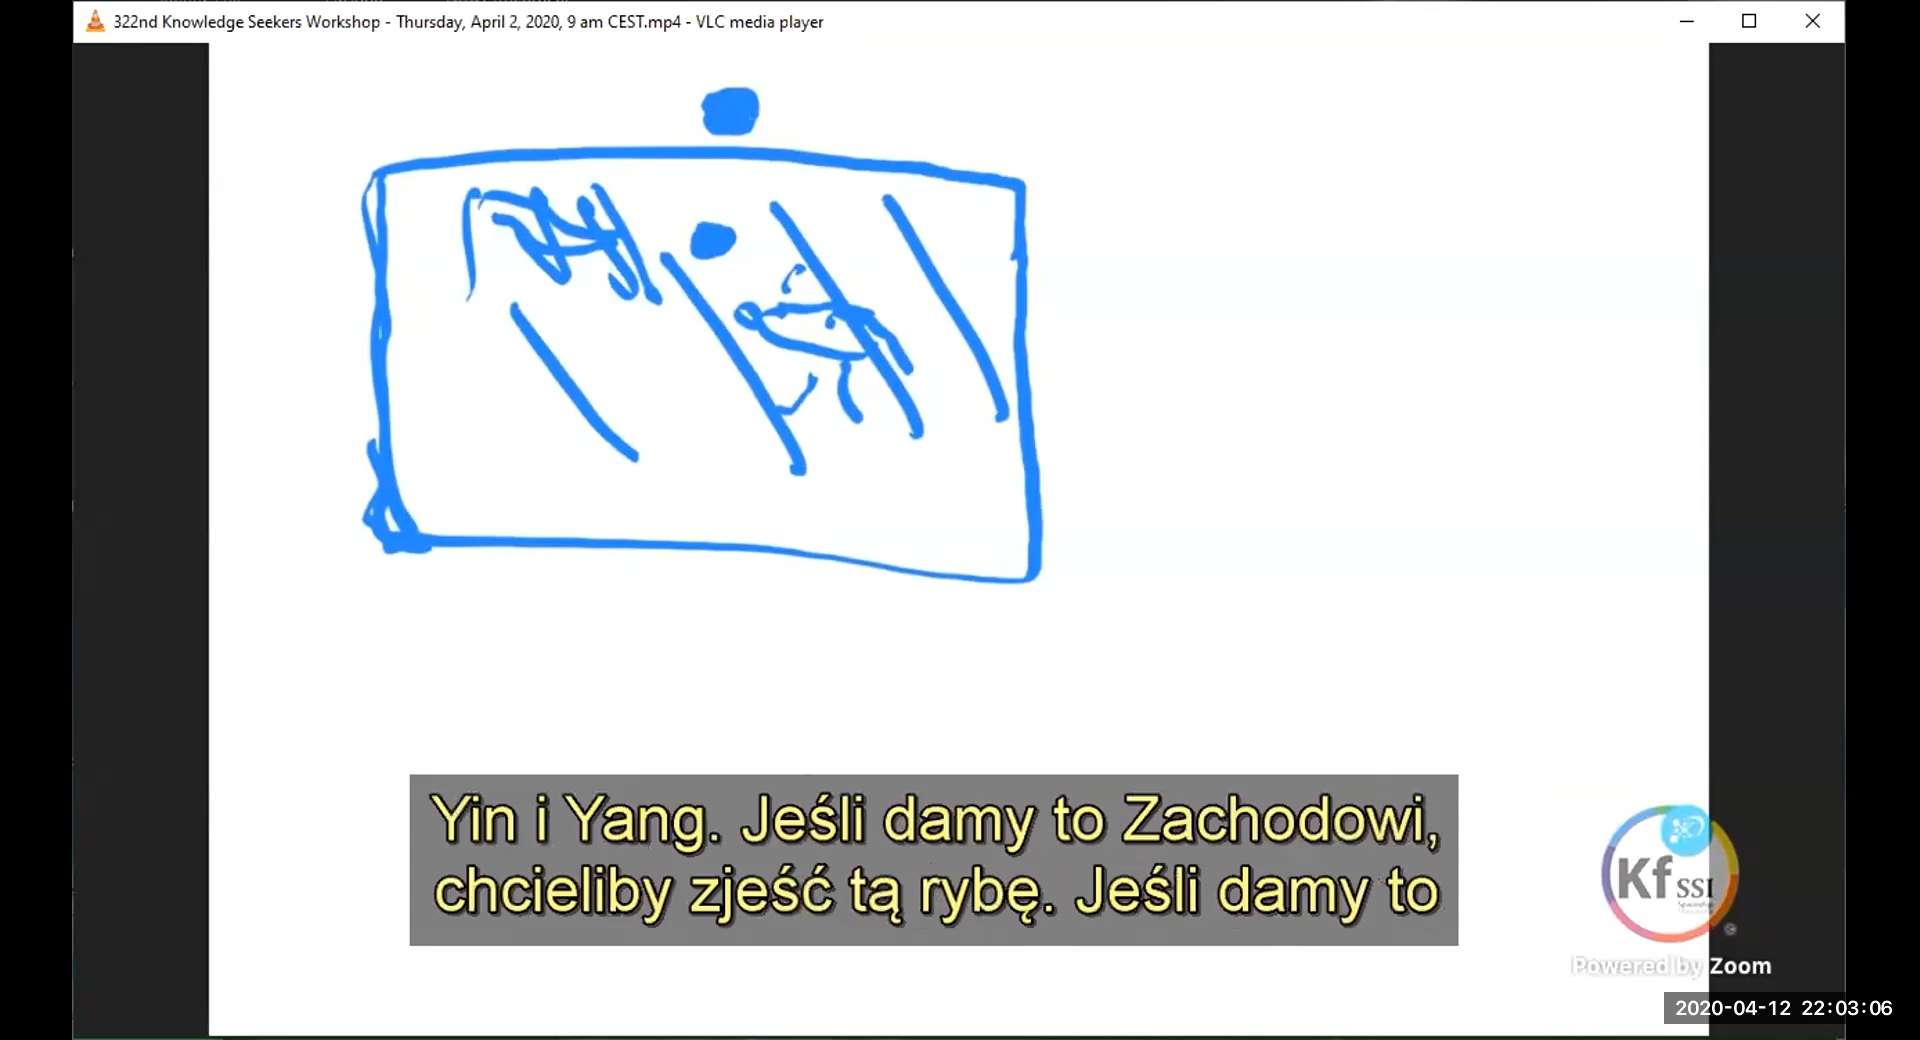 322nd Knowledge Seekers Workshop - Thursday, April 2, 2020, 9 am CEST.mp4 - VLC media player
Yin i Yang. Jeśli damy to Zachodowi,
chcieliby zjeść tą rybę. Jeśli damy to
Kf SSI
Powered by Zoom
2020-04-12 22:03:06